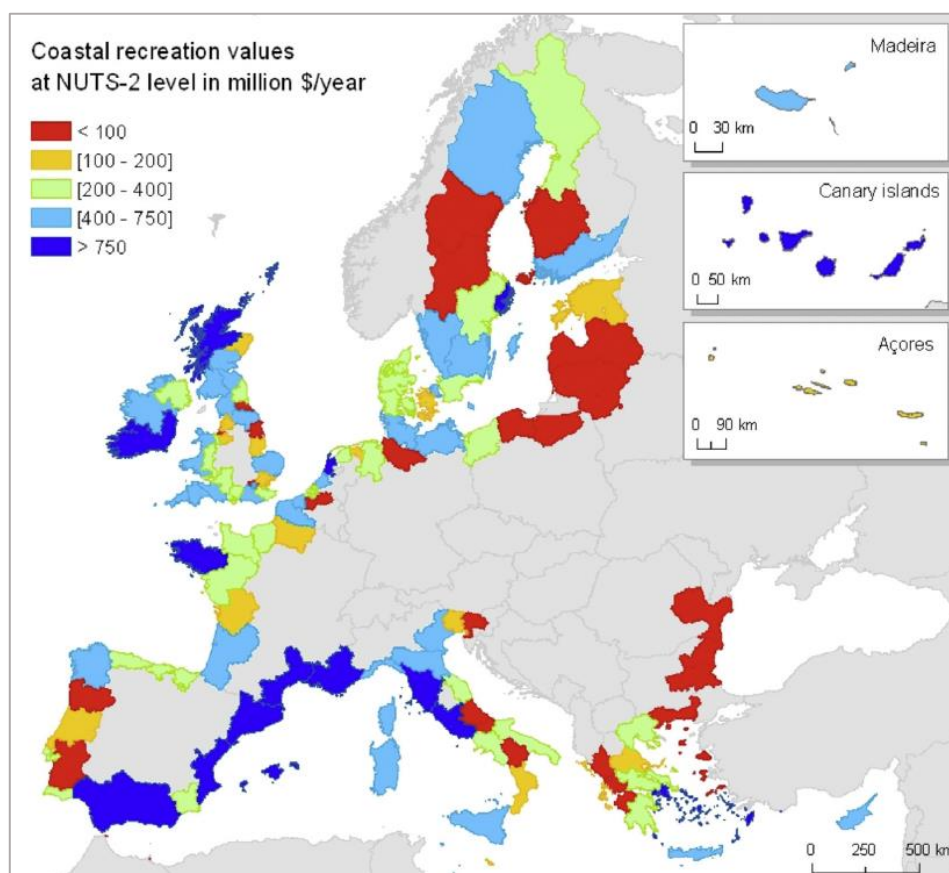 Coastal recreation values
at NUTS-2 level in million $/year
< 100
[100 - 200]
[200 - 400]
[400 - 750]
> 750
Madeira
0 30 km
Canary islands
0 50 km
Açores
0 90 km
0 250 500 km